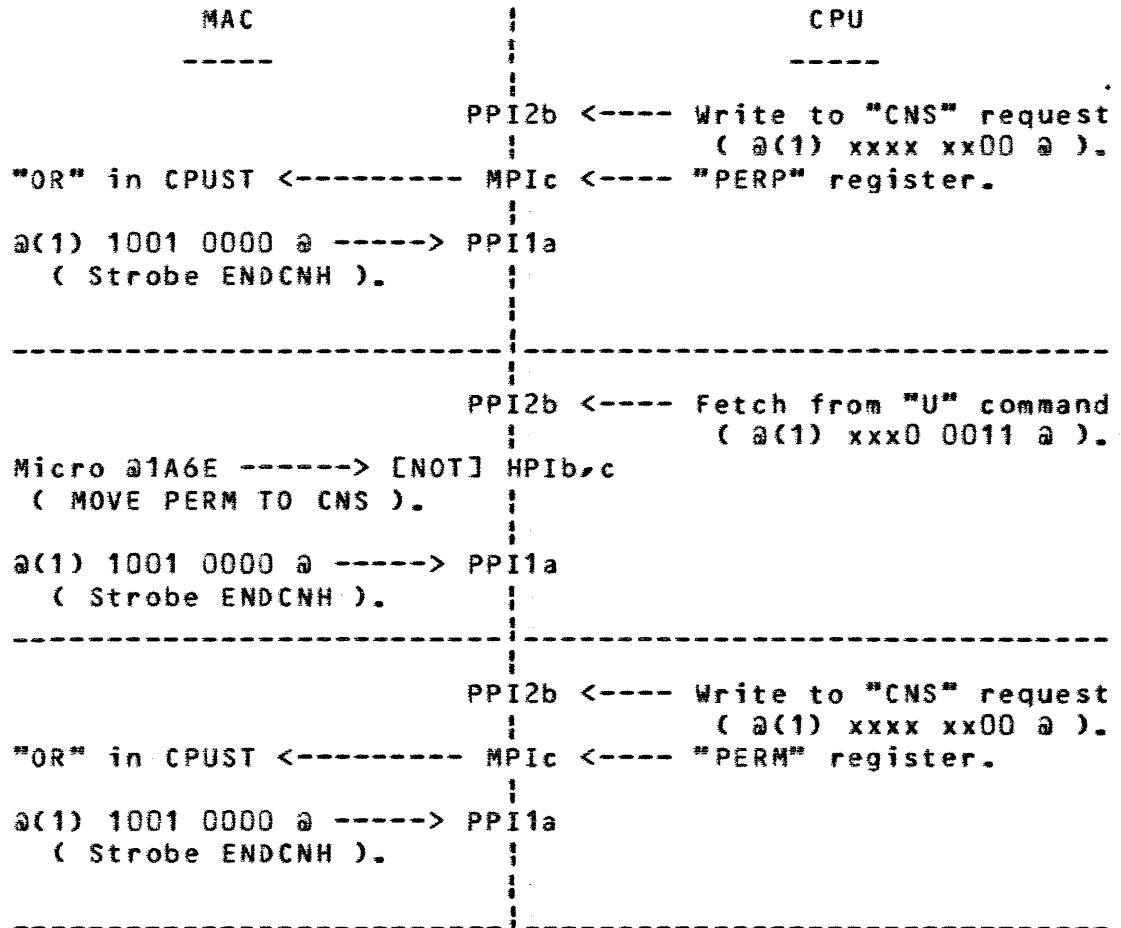 MAC ¦ CPU
----- ¦ -----
PPI2b <---- Write to "CNS" request
( @(1) xxxx xx00 @ ).
"OR" in CPUST <--------- MPIc <---- "PERP" register.
@(1) 1001 0000 @ -----> PPI1a
( Strobe ENDCNH ).
PPI2b <---- Fetch from "U" command
( @(1) xxx0 0011 @ ).
Micro @1A6E ------> [NOT] HPIb,c
( MOVE PERM TO CNS ).
@(1) 1001 0000 @ -----> PPI1a
( Strobe ENDCNH ).
PPI2b <---- Write to "CNS" request
( @(1) xxxx xx00 @ ).
"OR" in CPUST <--------- MPIc <---- "PERM" register.
@(1) 1001 0000 @ -----> PPI1a
( Strobe ENDCNH ).